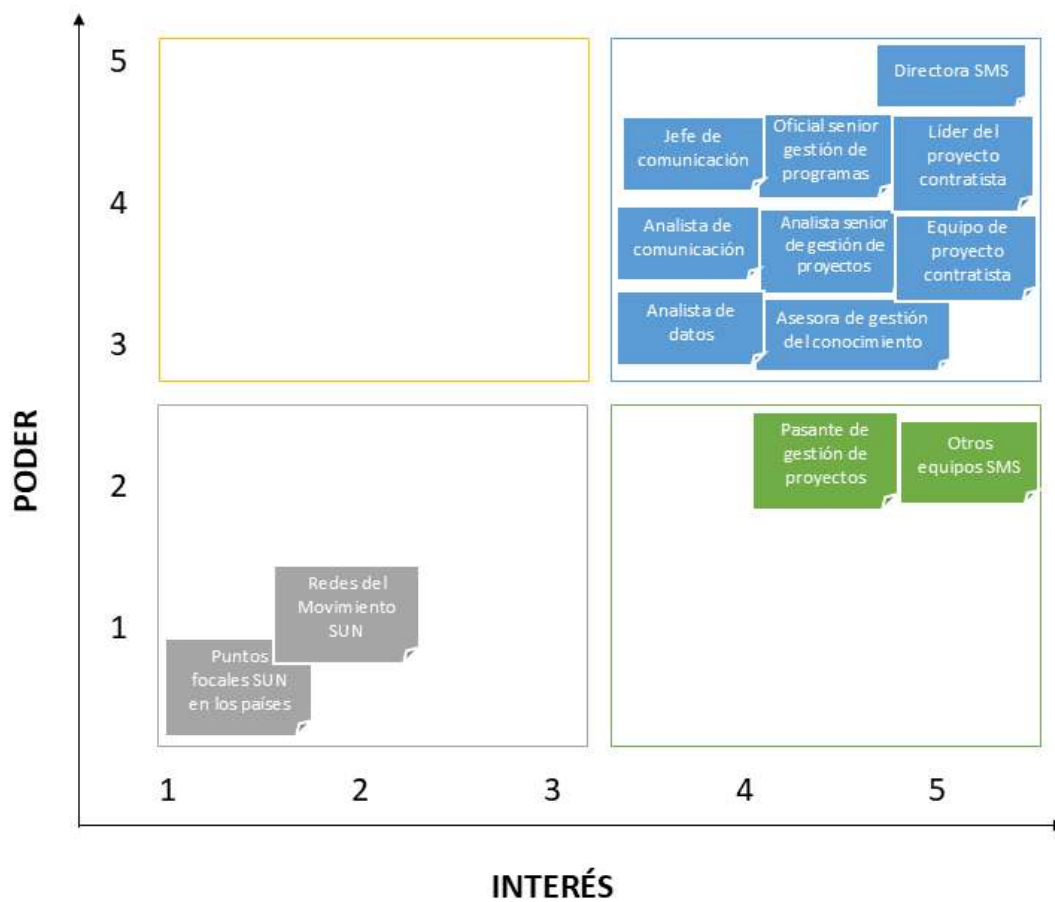 5
Directora SMS
Jefe de
comunicación
Oficial senior
gestión de
programas
Líder del
proyecto
contratista
4
Analista de
comunicación
Analista senior
de gestión de
proyectos
Equipo de
proyecto
contratista
Analista de
datos
Asesora de gestión
del conocimiento
3
PODER
Pasante de
gestión de
proyectos
Otros
equipos SMS
2
Redes del
Movimiento
SUN
1
Puntos
focales SUN
en los países
1 2 3 4 5
INTERÉS